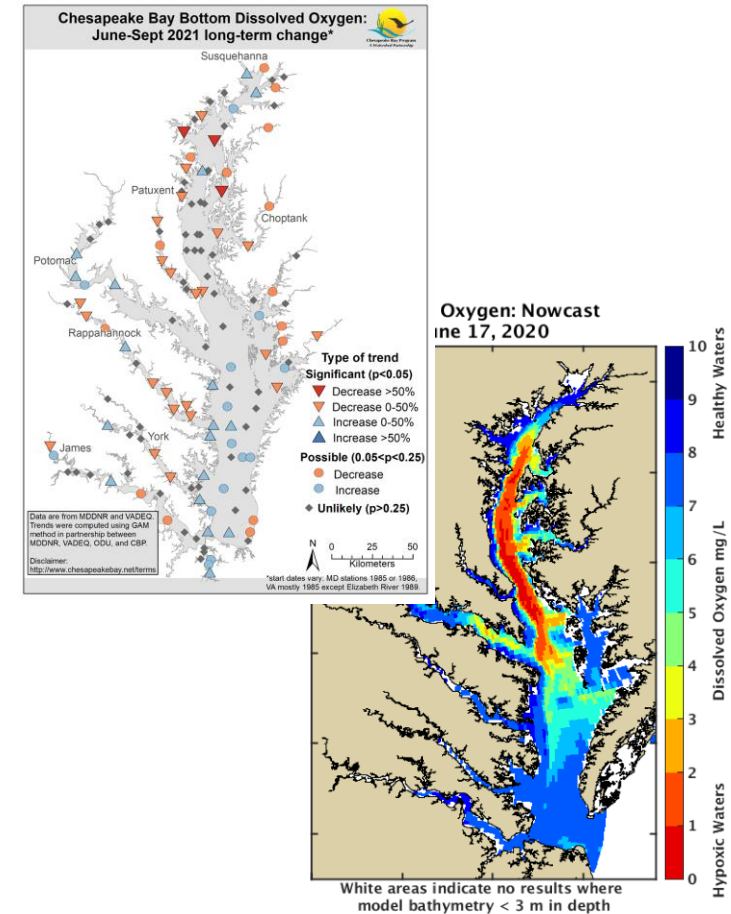 Chesapeake Bay Bottom Dissolved Oxygen:
June-Sept 2021 long-term change*
Chesapeake Bay Program
A Watershed Partnership
Susquehanna
Patuxent
Choptank
Potomac
Rappahannock
York
James
Type of trend
Significant (p<0.05)
Decrease >50%
Decrease 0-50%
Increase 0-50%
Increase >50%
Possible (0.05<p<0.25)
Decrease
Increase
Unlikely (p>0.25)
Data are from MDDNR and VADEQ.
Trends were computed using GAM
method in partnership between
MDDNR, VADEQ, ODU, and CBP.
Disclaimer:
http://www.chesapeakebay.net/terms
N
0 25 50
Kilometers
*start dates vary: MD stations 1985 or 1986,
VA mostly 1985 except Elizabeth River 1989.
Oxygen: Nowcast
ne 17, 2020
10
9
8
7
6
5
4
3
2
1
0
Healthy Waters
Dissolved Oxygen mg/L
Hypoxic Waters
White areas indicate no results where
model bathymetry < 3 m in depth